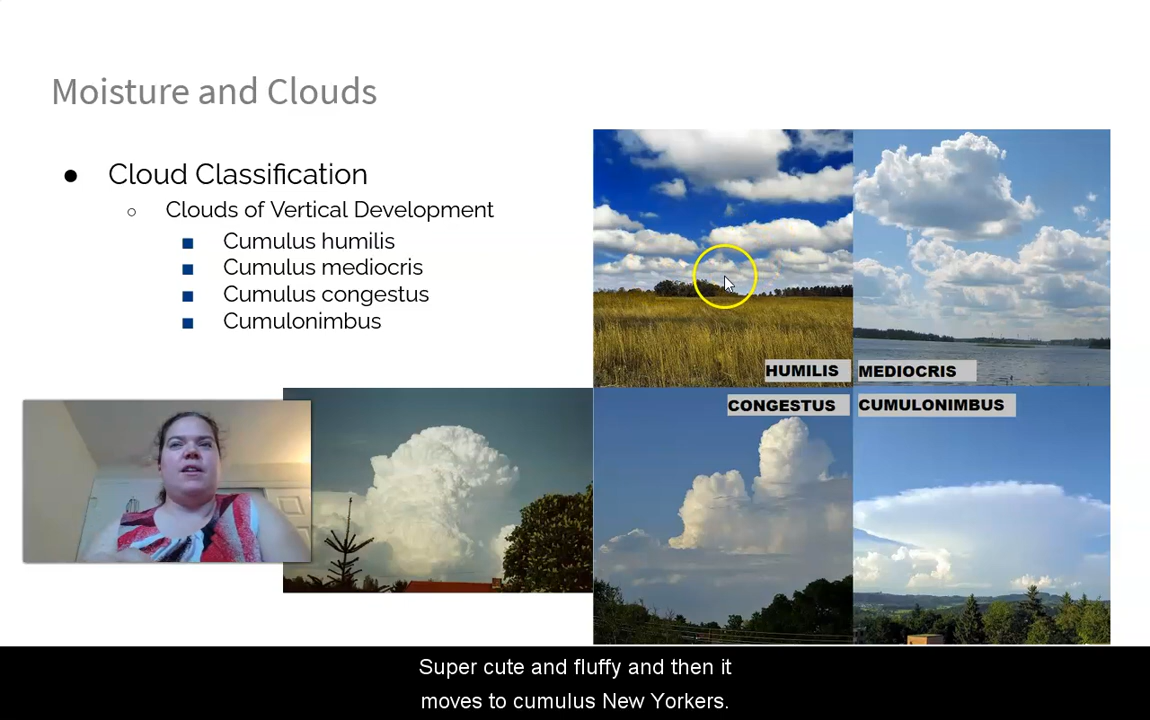 Moisture and Clouds
Cloud Classification
Clouds of Vertical Development
Cumulus humilis
Cumulus mediocris
Cumulus congestus
Cumulonimbus
HUMILIS
MEDIOCRIS
CONGESTUS
CUMULONIMBUS
Super cute and fluffy and then it
moves to cumulus New Yorkers.